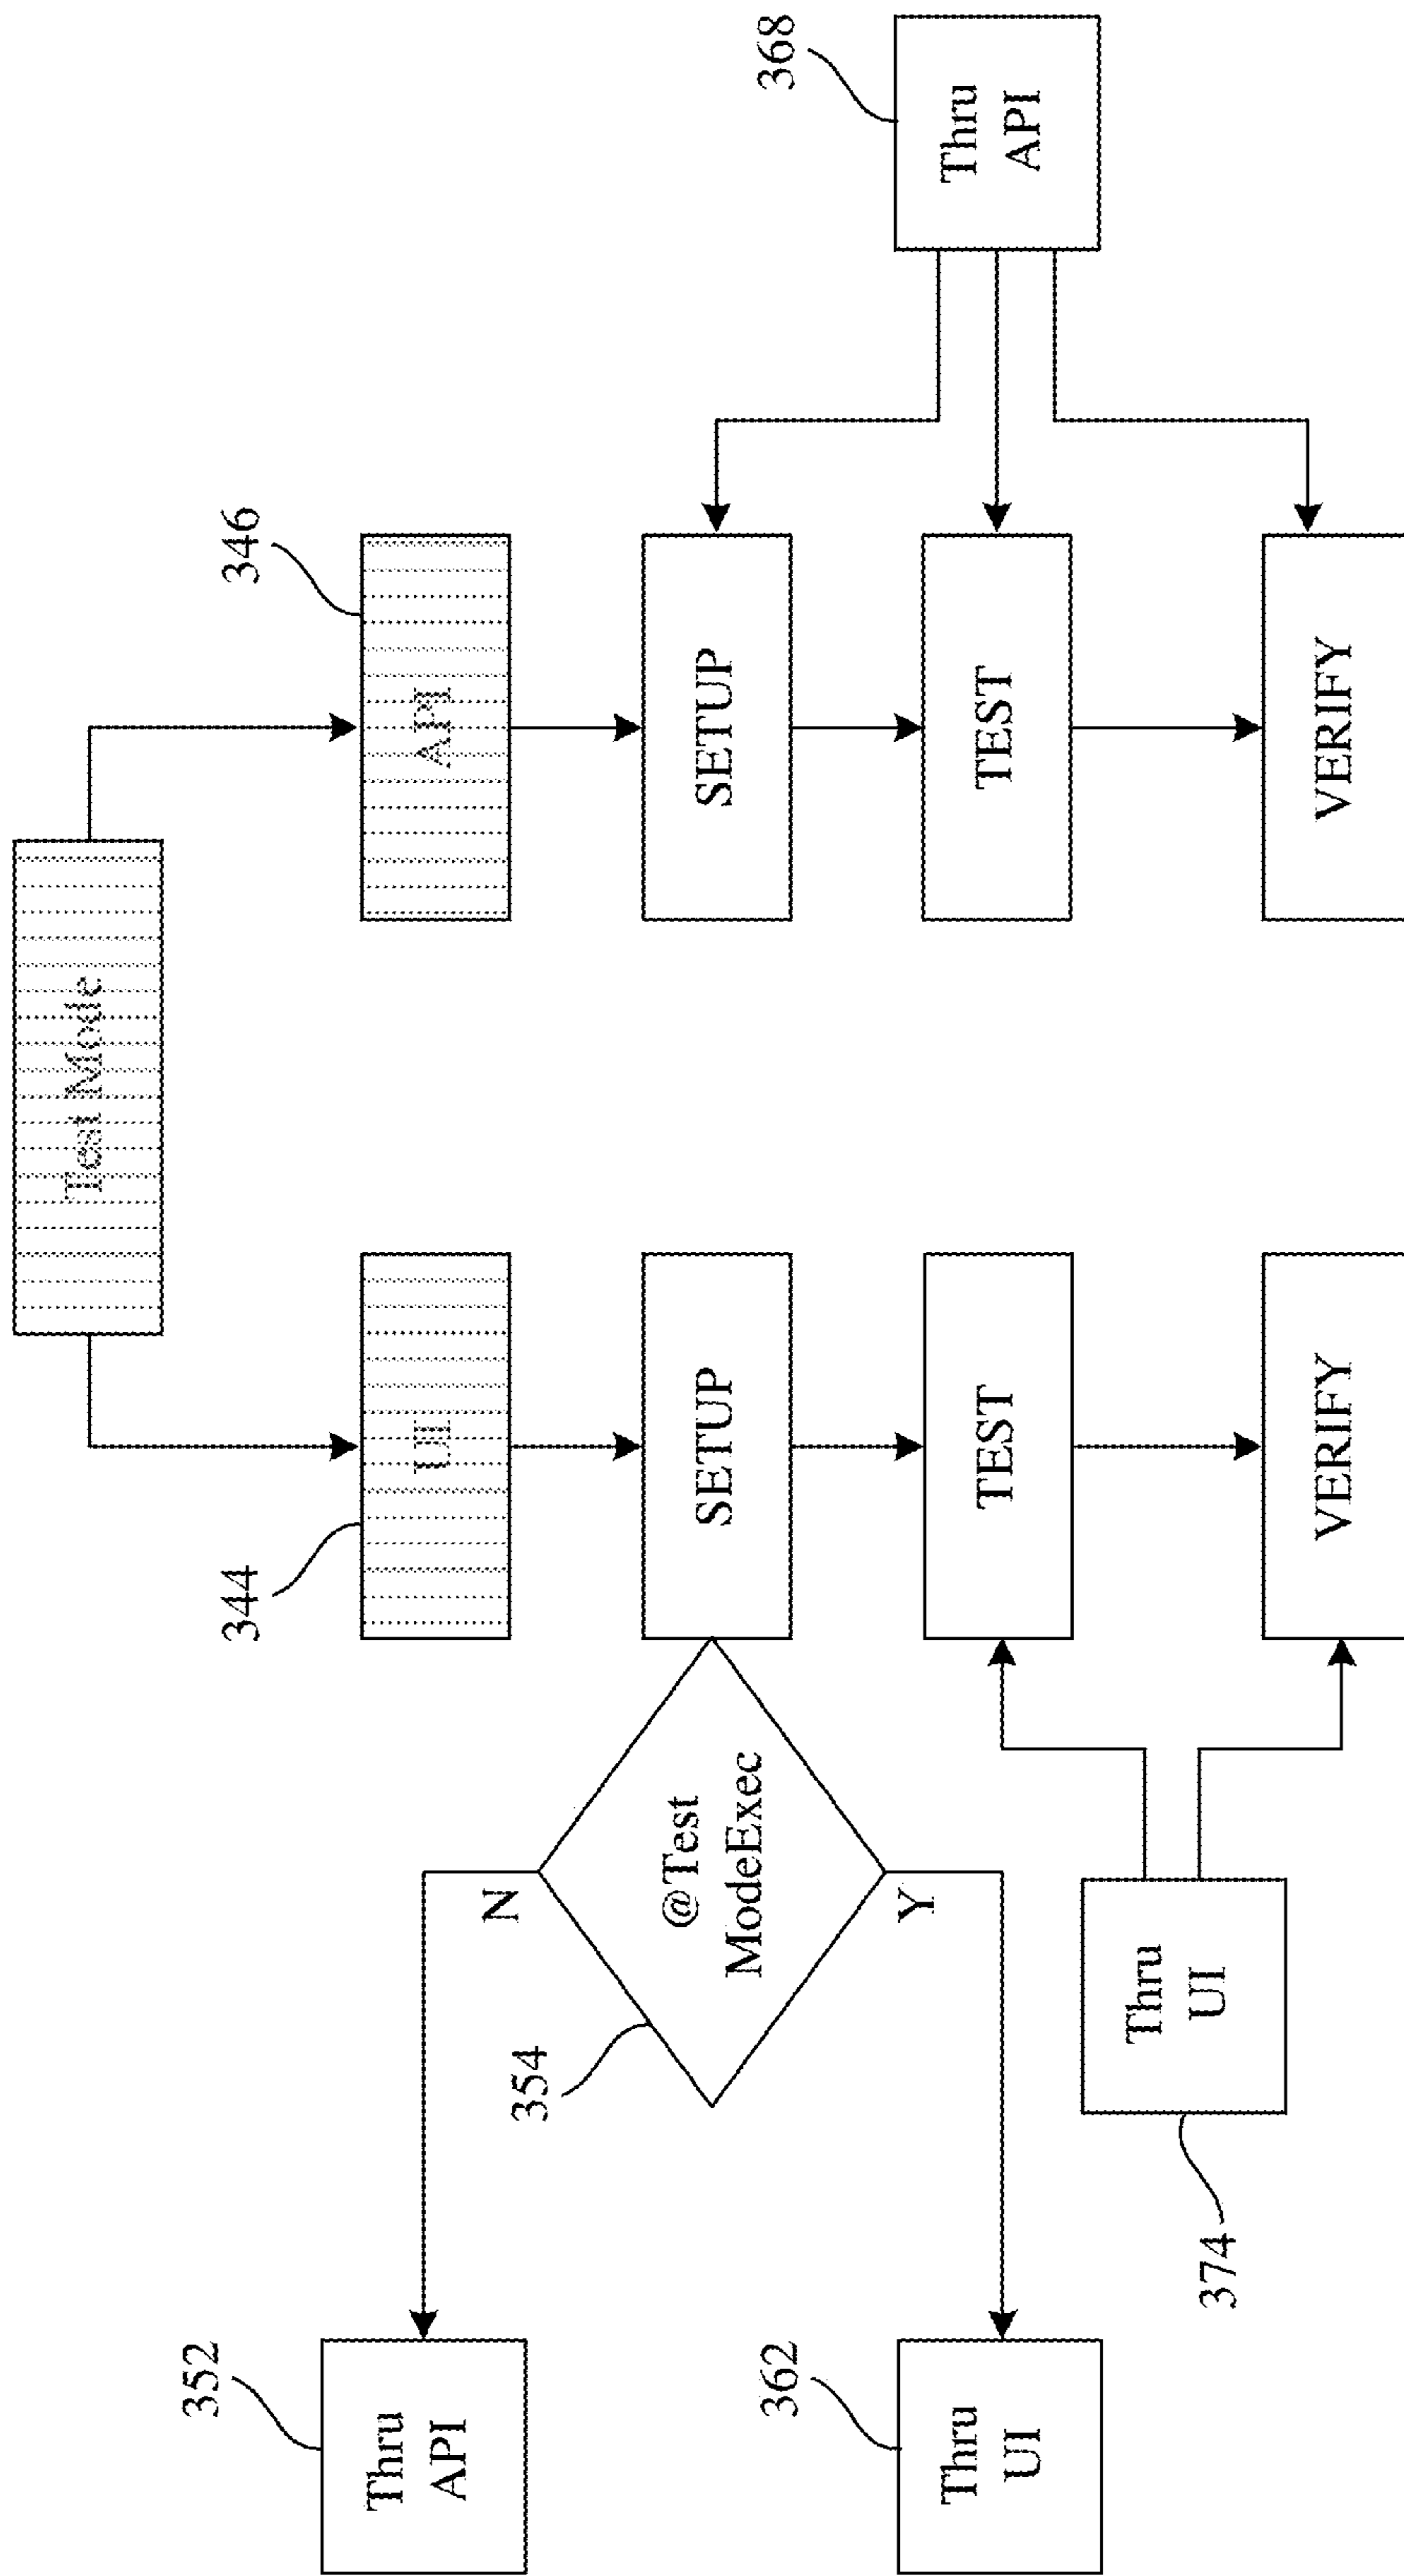 Test Mode
352
344
346
Thru
API
UI
API
N
354
@Test
ModeExec
SETUP
SETUP
362
368
Y
Thru
UI
TEST
TEST
Thru
API
374
Thru
UI
VERIFY
VERIFY